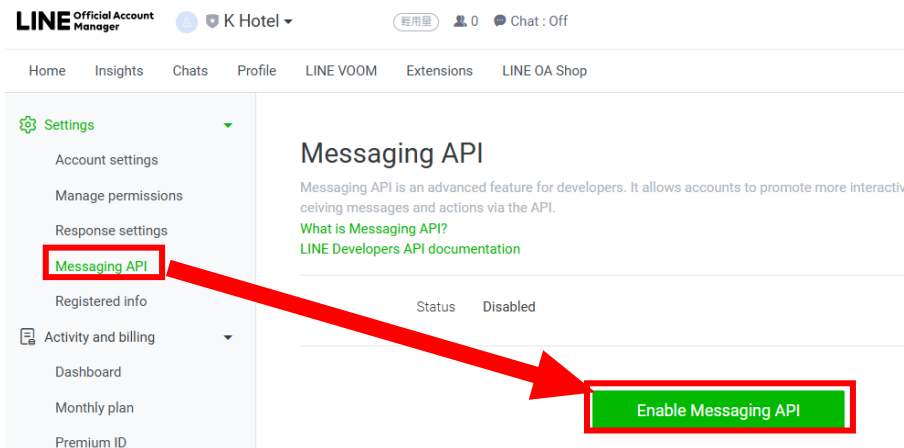 LINE Official Account Manager K Hotel 輕用量 0 Chat : Off
Home Insights Chats Profile LINE VOOM Extensions LINE OA Shop
Settings
Account settings
Manage permissions
Response settings
Messaging API
Registered info
Activity and billing
Dashboard
Monthly plan
Premium ID
Messaging API
Messaging API is an advanced feature for developers. It allows accounts to promote more interactiv
ceiving messages and actions via the API.
What is Messaging API?
LINE Developers API documentation
Status Disabled
Enable Messaging API